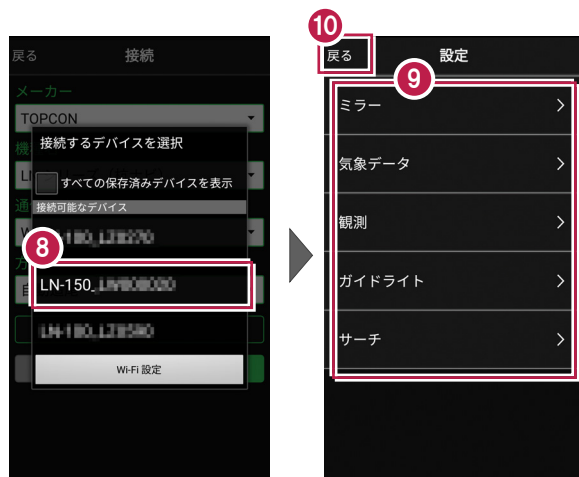 戻る 接続
メーカー
TOPCON
接続するデバイスを選択
すべての保存済みデバイスを表示
接続可能なデバイス
8
LN-150_
Wi-Fi 設定
10
戻る 設定
9
ミラー
気象データ
観測
ガイドライト
サーチ